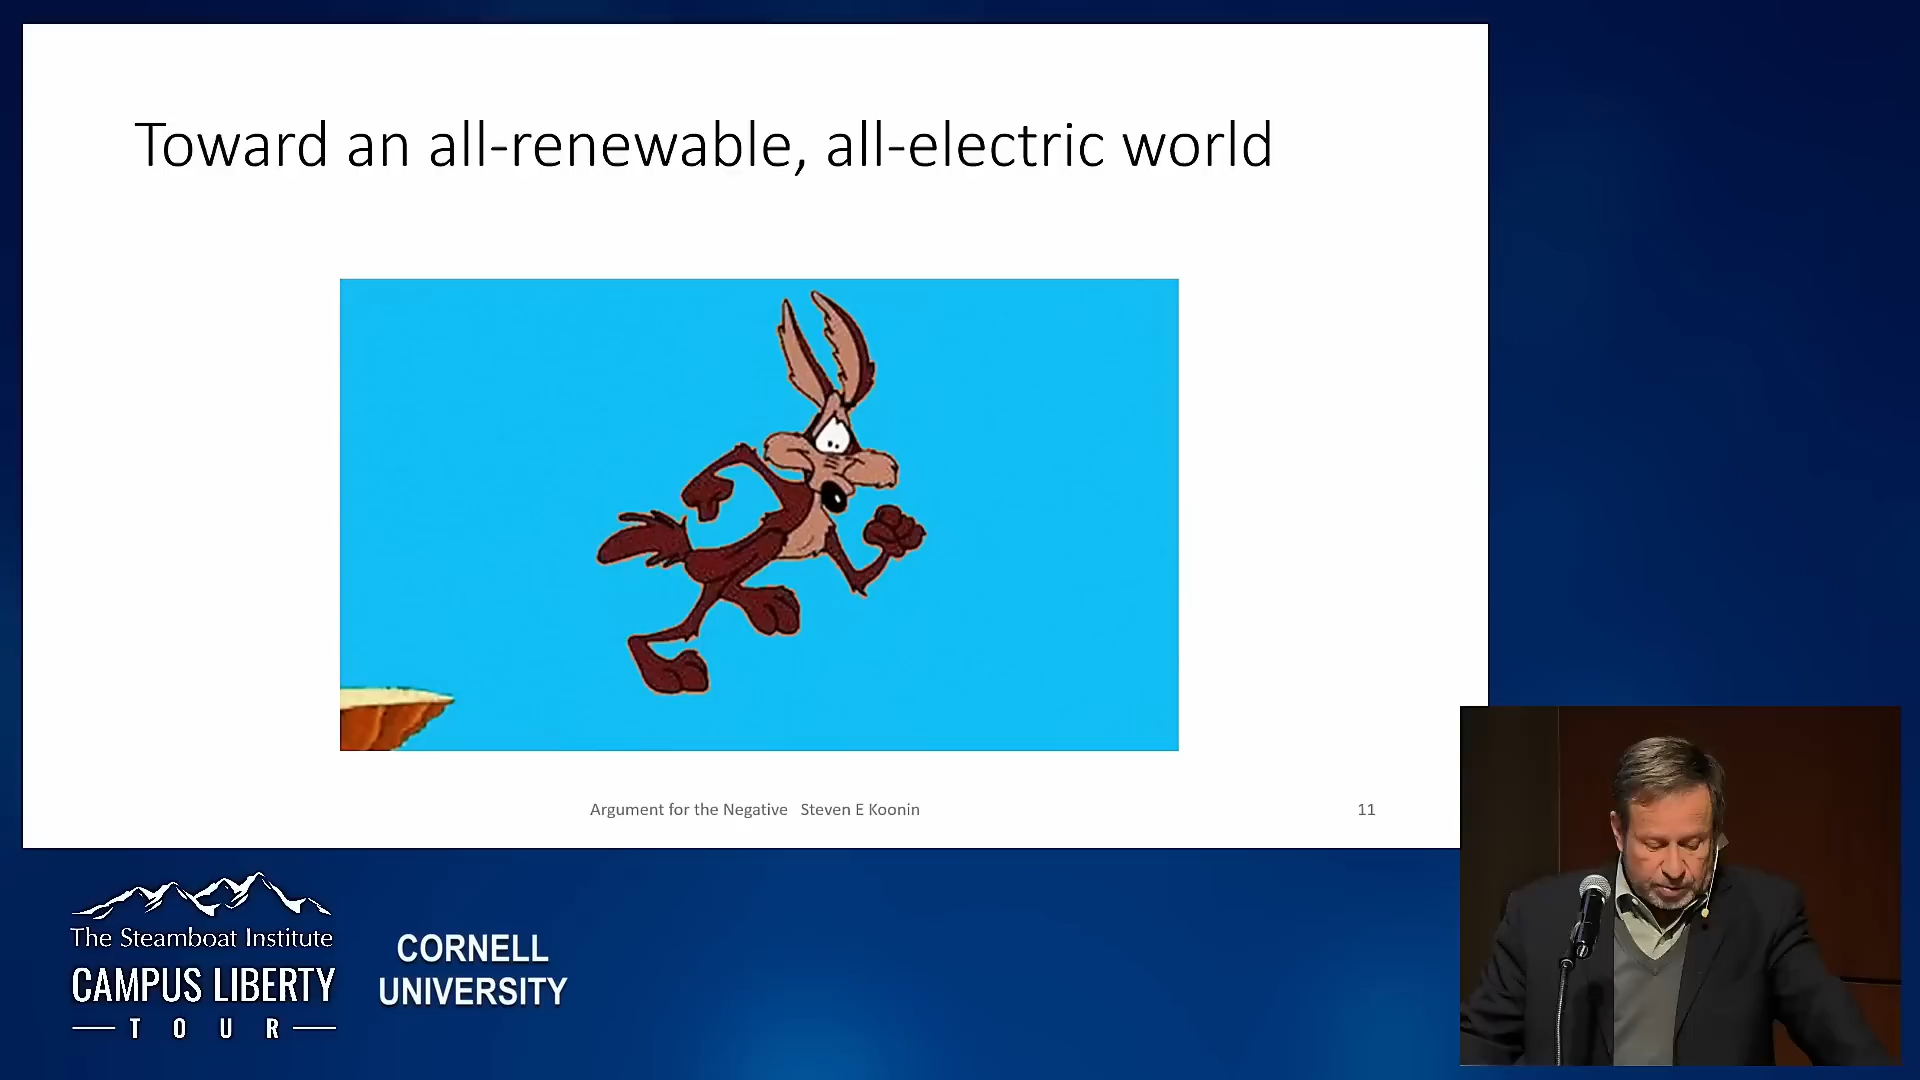 Toward an all-renewable, all-electric world
Argument for the Negative Steven E Koonin
11
The Steamboat Institute
CAMPUS LIBERTY
TOUR
CORNELL
UNIVERSITY